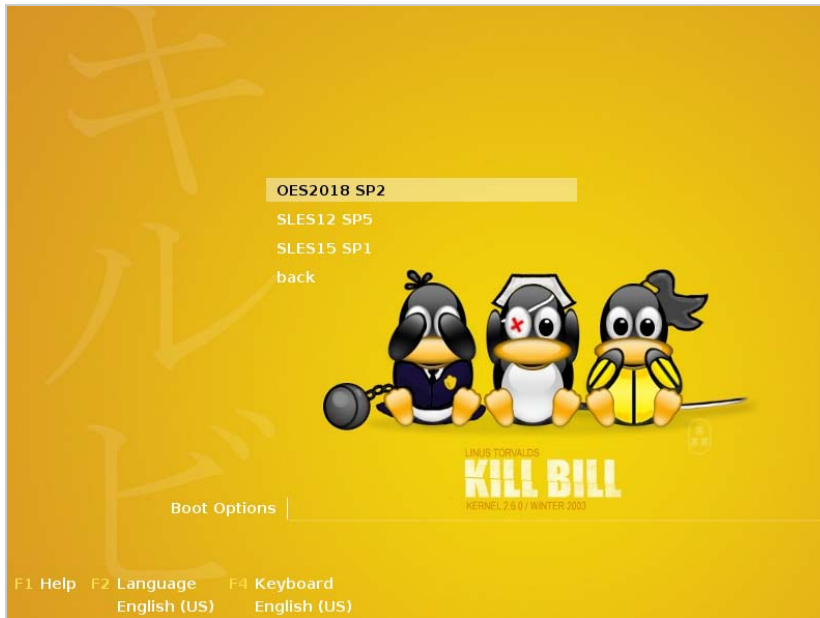 キルビ
OES2018 SP2
SLES12 SP5
SLES15 SP1
back
LINUS TORVALDS
KILL BILL
KERNEL 2.6.0 / WINTER 2003
Boot Options
F1 Help F2 Language F4 Keyboard
English (US) English (US)